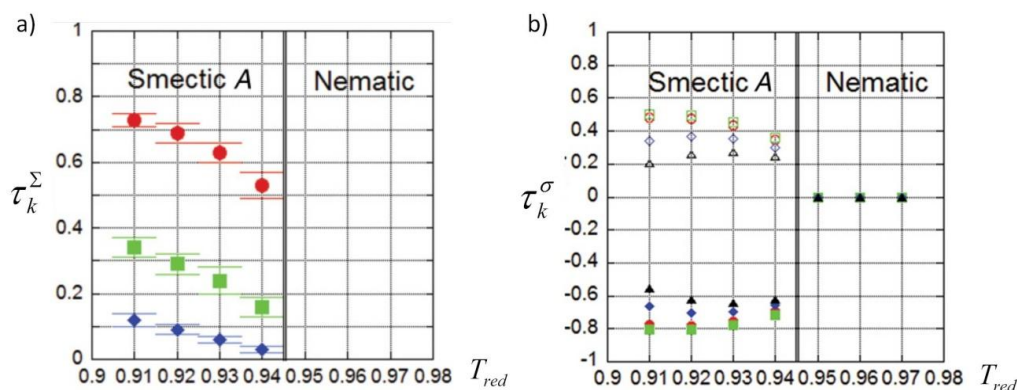 a)
1
Smectic A Nematic
0.8
0.6
τ_k^Σ
0.4
0.2
0
0.9 0.91 0.92 0.93 0.94 0.95 0.96 0.97 0.98 T_red
b)
1
0.8 Smectic A Nematic
0.6
0.4
0.2
τ_k^σ
0
-0.2
-0.4
-0.6
-0.8
-1
0.90 0.91 0.92 0.93 0.94 0.95 0.96 0.97 0.98 T_red